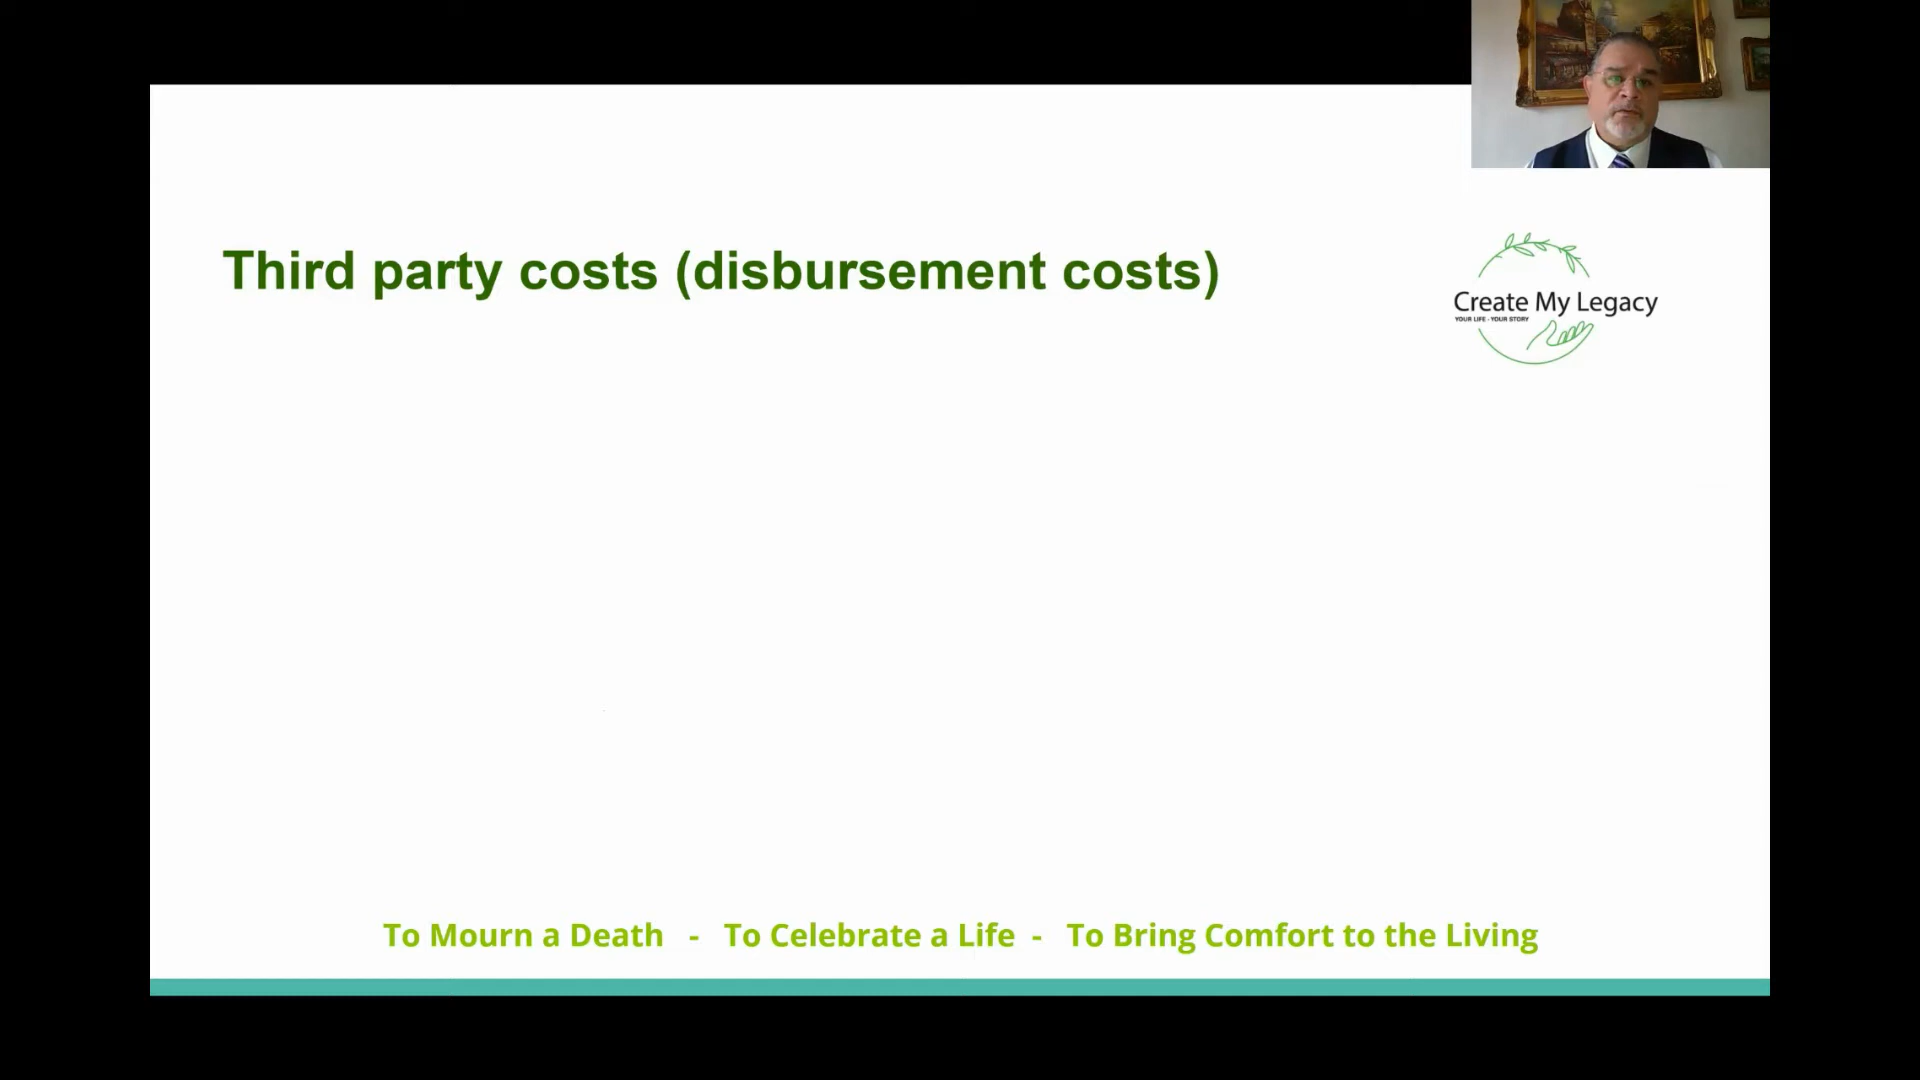 Third party costs (disbursement costs)
Create My Legacy
YOUR LIFE - YOUR STORY
To Mourn a Death - To Celebrate a Life - To Bring Comfort to the Living